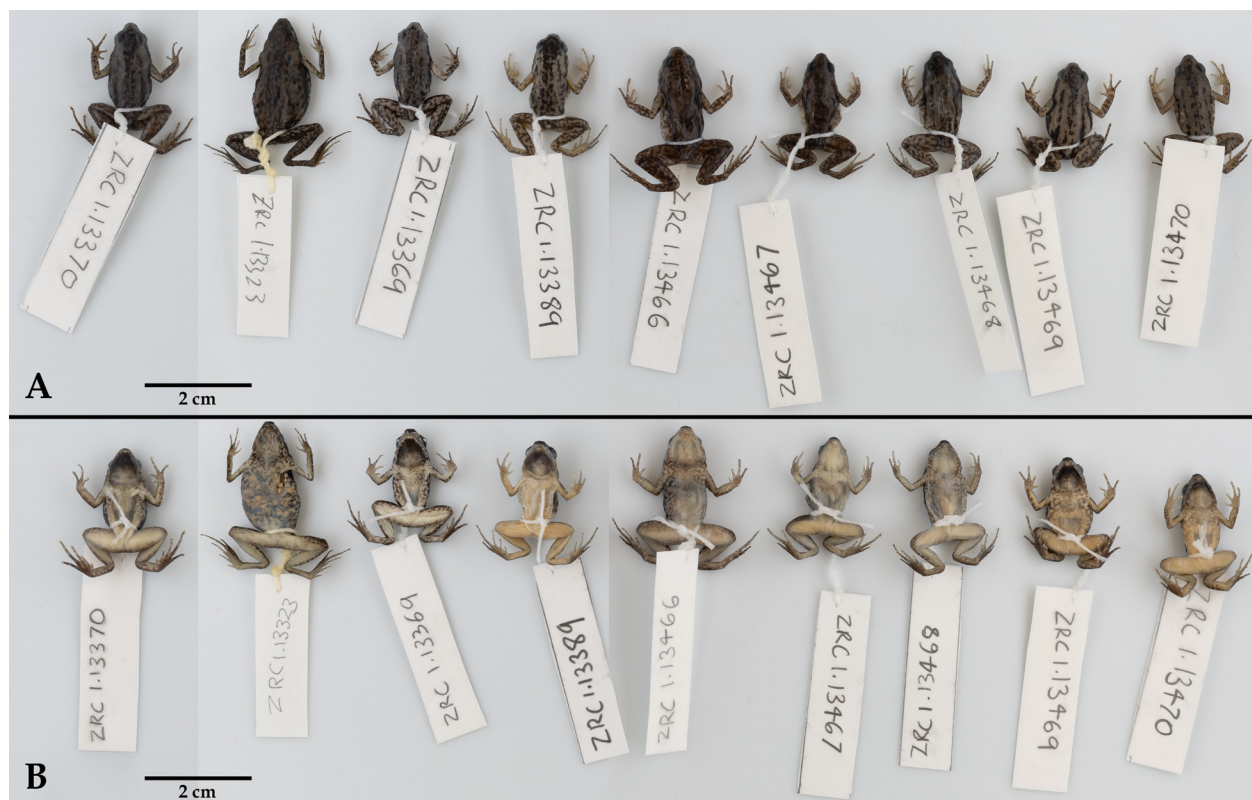 ZRC 1.13370
ZRC 1.13323
ZRC 1.13369
ZRC 1.13389
ZRC 1.13466
ZRC 1.13467
ZRC 1.13468
ZRC 1.13469
ZRC 1.13470
A
2 cm
ZRC 1.13370
ZRC 1.13323
ZRC 1.13369
ZRC 1.13389
ZRC 1.13466
ZRC 1.13467
ZRC 1.13468
ZRC 1.13469
ZRC 1.13470
B
2 cm